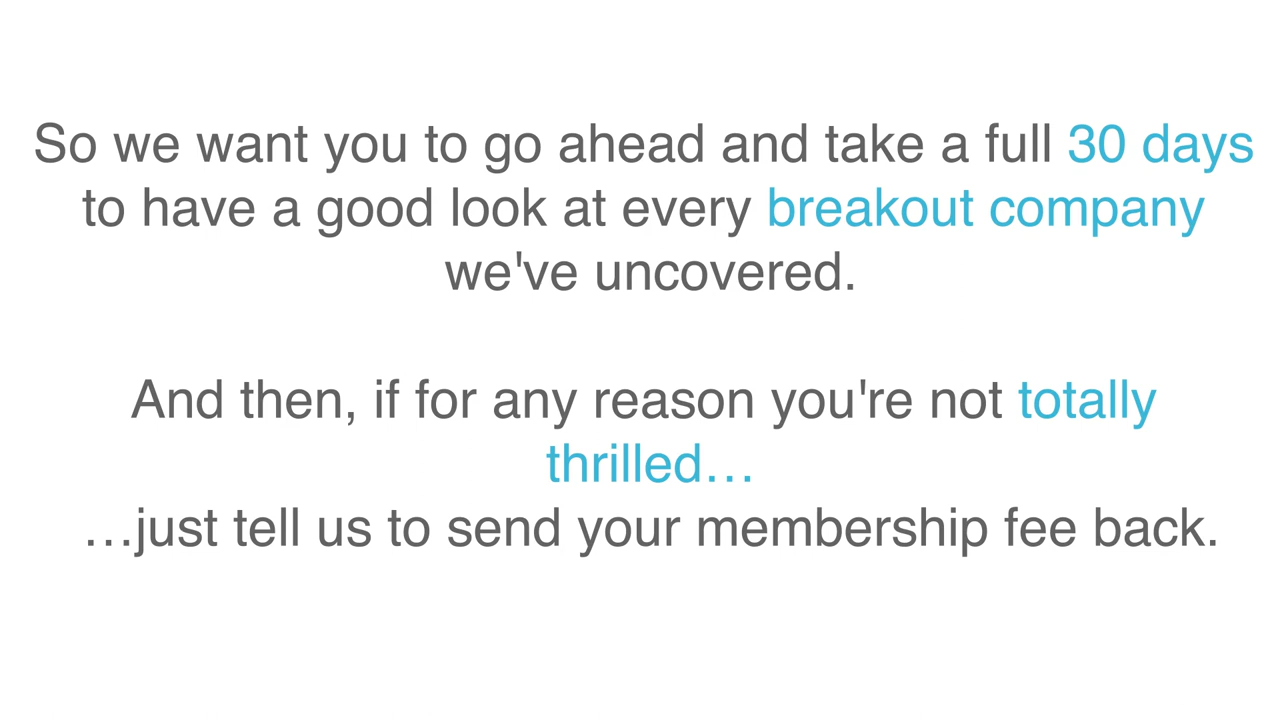 So we want you to go ahead and take a full 30 days
to have a good look at every breakout company
we've uncovered.
And then, if for any reason you're not totally
thrilled…
…just tell us to send your membership fee back.